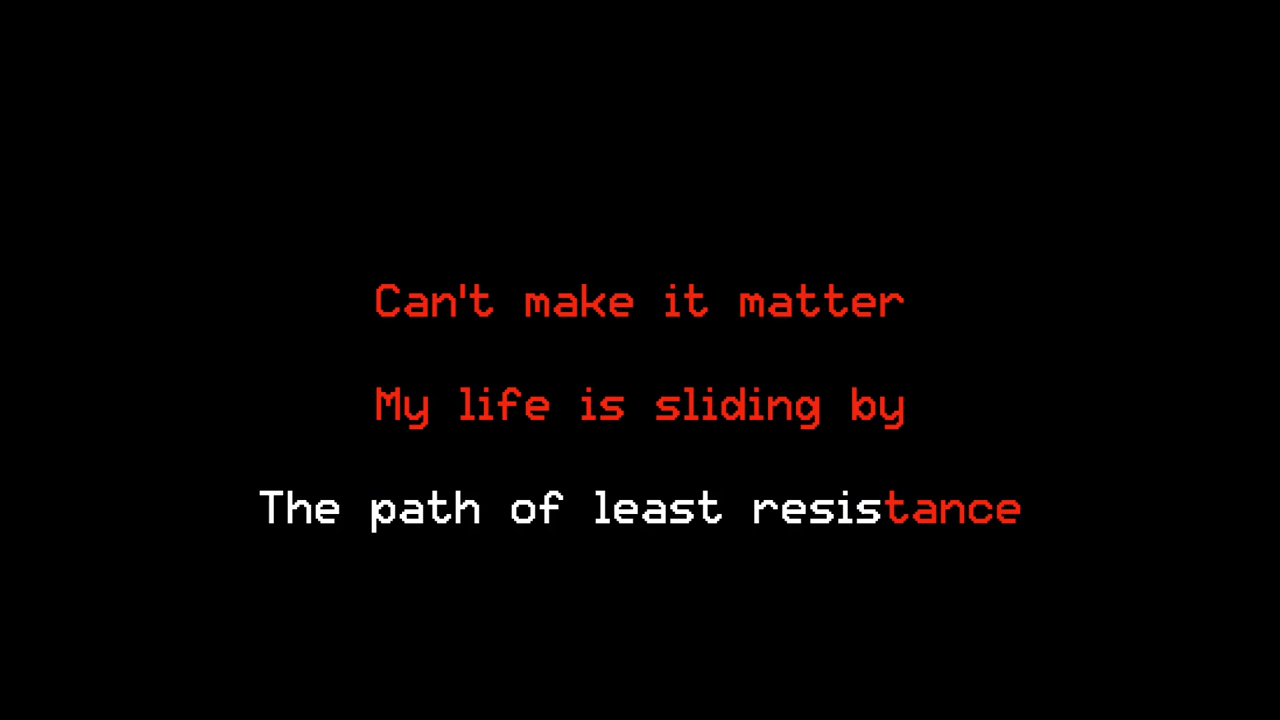 Can't make it matter
My life is sliding by
The path of least resistance